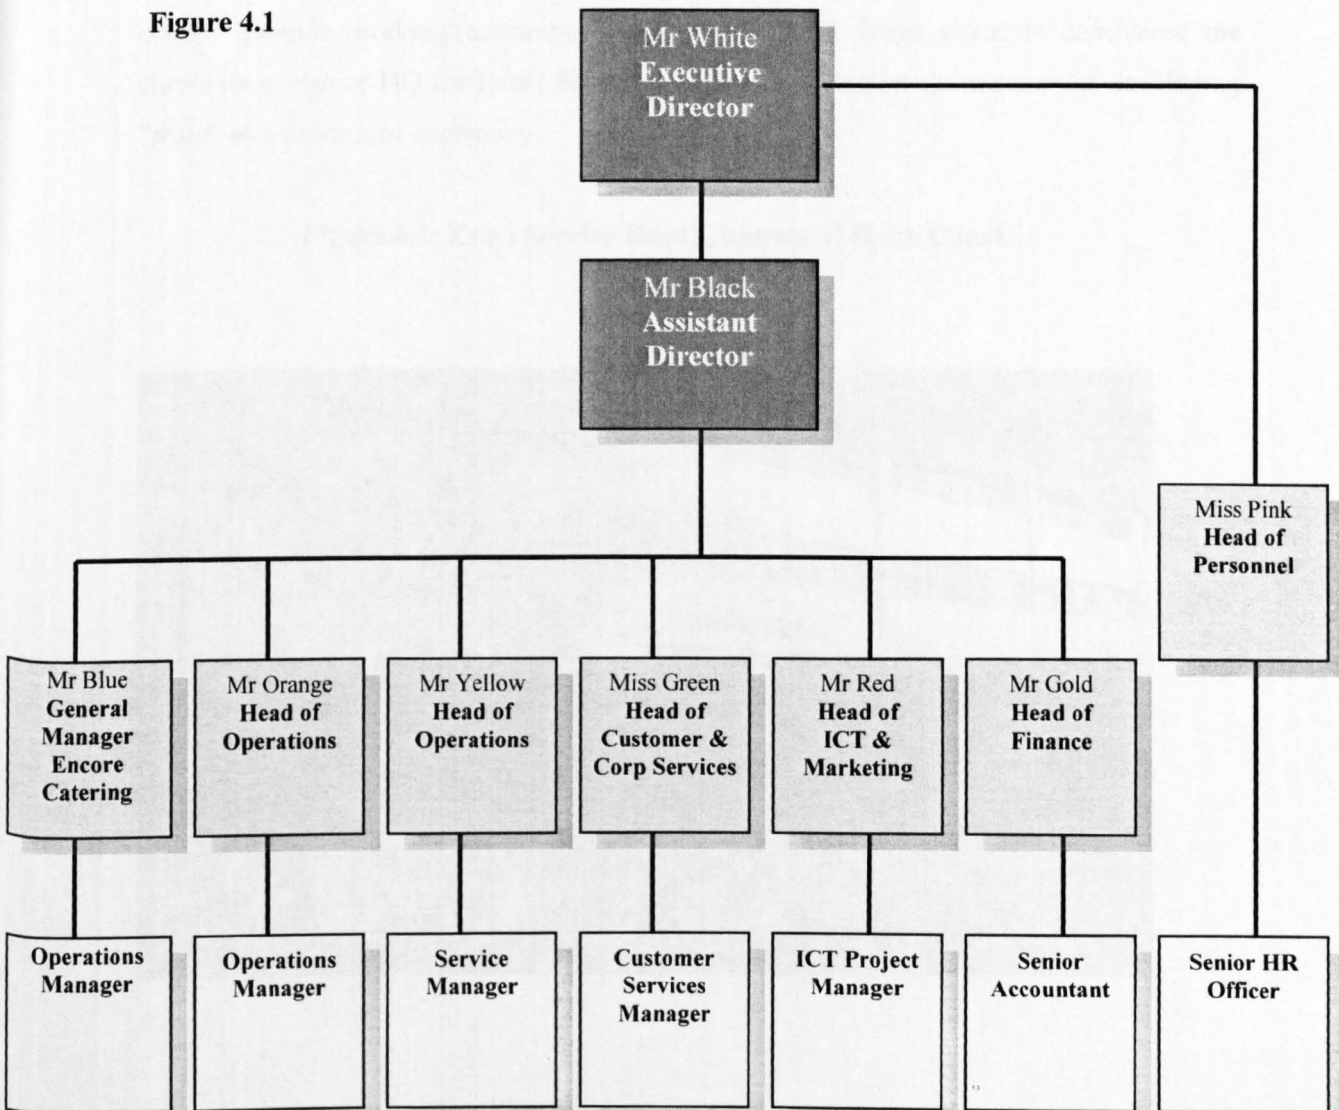 Figure 4.1
Mr White
Executive
Director
Mr Black
Assistant
Director
Miss Pink
Head of
Personnel
Mr Blue
General
Manager
Encore
Catering
Mr Orange
Head of
Operations
Mr Yellow
Head of
Operations
Miss Green
Head of
Customer &
Corp Services
Mr Red
Head of
ICT &
Marketing
Mr Gold
Head of
Finance
Operations
Manager
Operations
Manager
Service
Manager
Customer
Services
Manager
ICT Project
Manager
Senior
Accountant
Senior HR
Officer